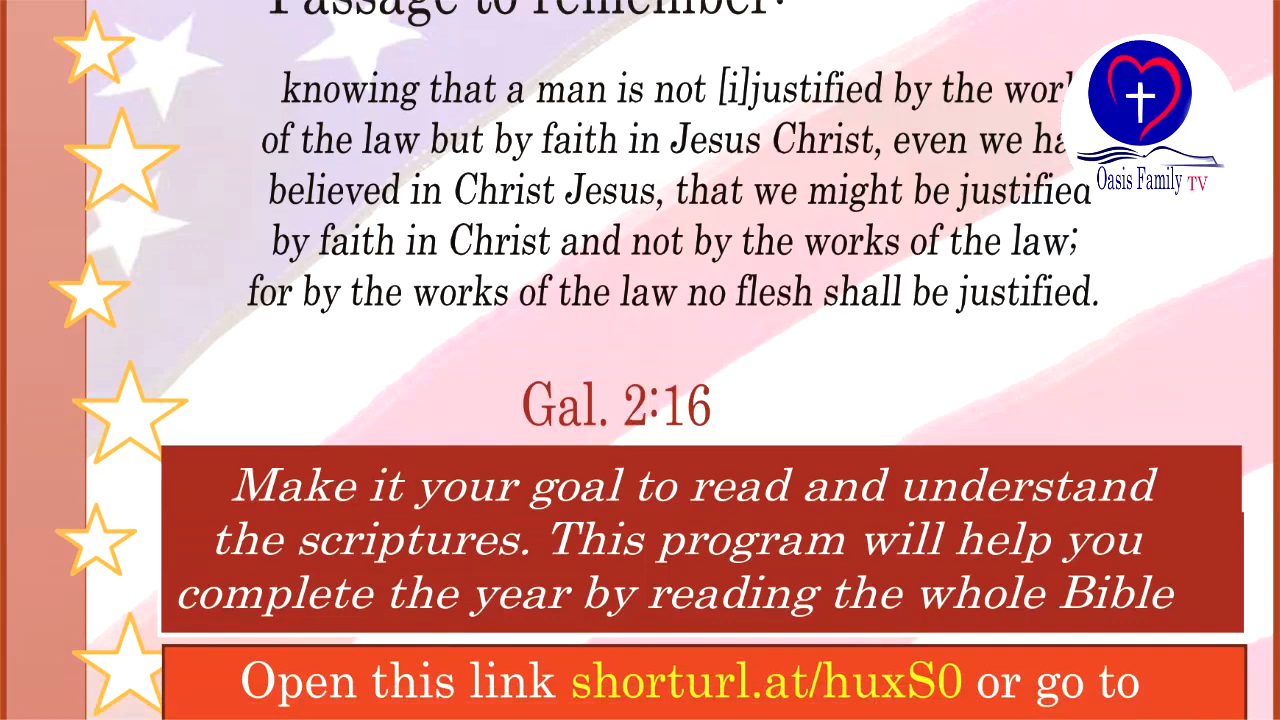 Passage to remember:
knowing that a man is not [i]justified by the
of the law but by faith in Jesus Christ, even we
believed in Christ Jesus, that we might be justified
by faith in Christ and not by the works of the law;
for by the works of the law no flesh shall be justified.
Oasis Family TV
Gal. 2:16
Make it your goal to read and understand
the scriptures. This program will help you
complete the year by reading the whole Bible
Open this link shorturl.at/huxS0 or go to